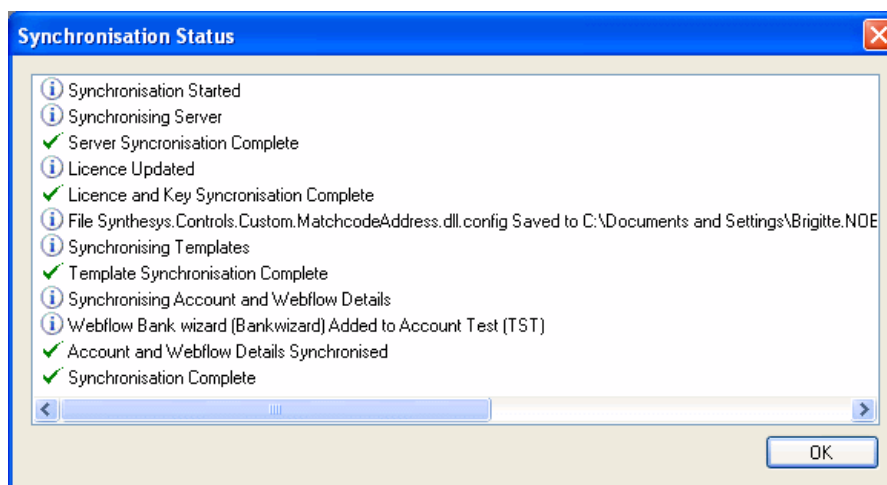 Synchronisation Status
Synchronisation Started
Synchronising Server
Server Syncronisation Complete
Licence Updated
Licence and Key Syncronisation Complete
File Synthesys.Controls.Custom.MatchcodeAddress.dll.config Saved to C:\Documents and Settings\Brigitte.NOE
Synchronising Templates
Template Synchronisation Complete
Synchronising Account and Webflow Details
Webflow Bank wizard (Bankwizard) Added to Account Test (TST)
Account and Webflow Details Synchronised
Synchronisation Complete
OK